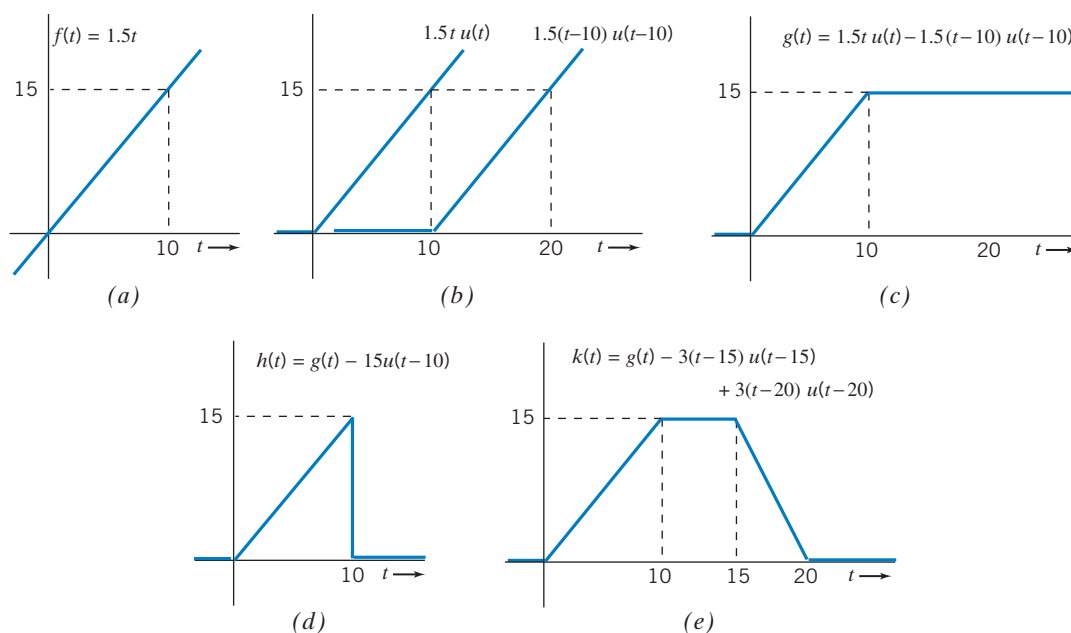 f(t) = 1.5t
15
10 t
(a)
1.5t u(t) 1.5(t−10) u(t−10)
15
10 20 t
(b)
g(t) = 1.5t u(t)−1.5(t−10) u(t−10)
15
10 20 t
(c)
h(t) = g(t) − 15u(t−10)
15
10 t
(d)
k(t) = g(t) − 3(t−15) u(t−15)
+ 3(t−20) u(t−20)
15
10 15 20 t
(e)